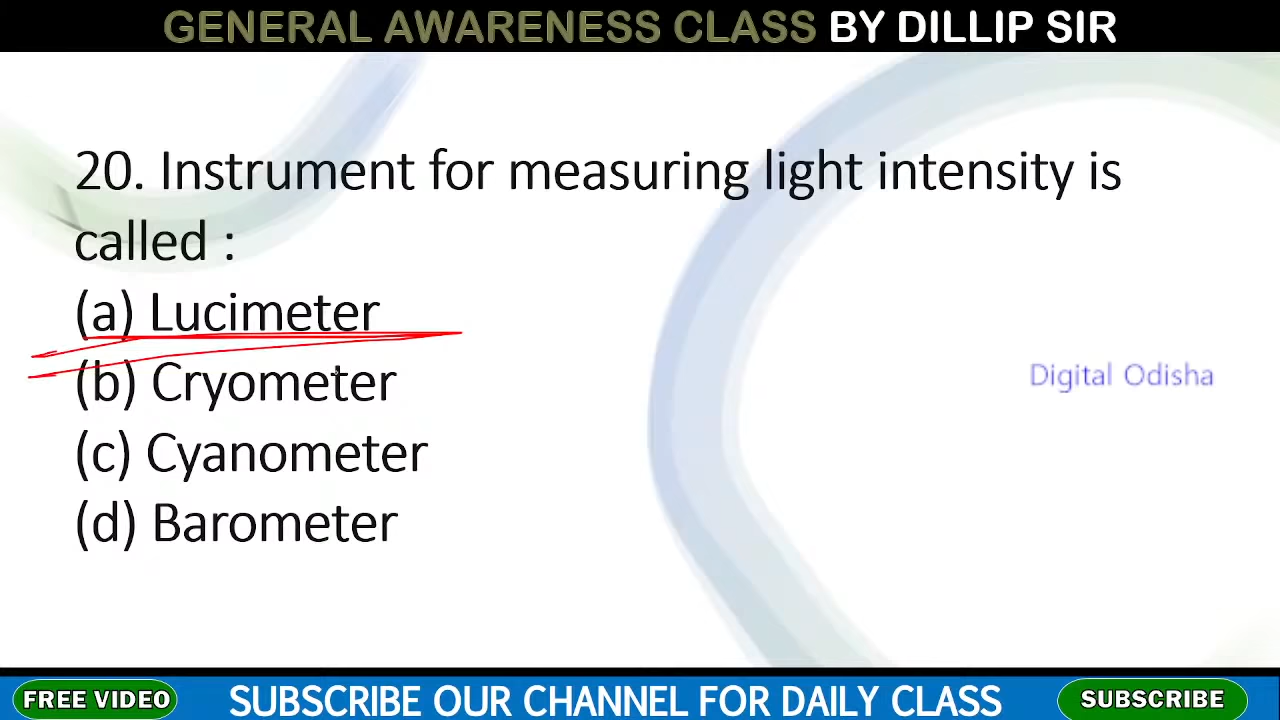 GENERAL AWARENESS CLASS BY DILLIP SIR
20. Instrument for measuring light intensity is
called :
(a) Lucimeter
(b) Cryometer
(c) Cyanometer
(d) Barometer
Digital Odisha
FREE VIDEO
SUBSCRIBE OUR CHANNEL FOR DAILY CLASS
SUBSCRIBE